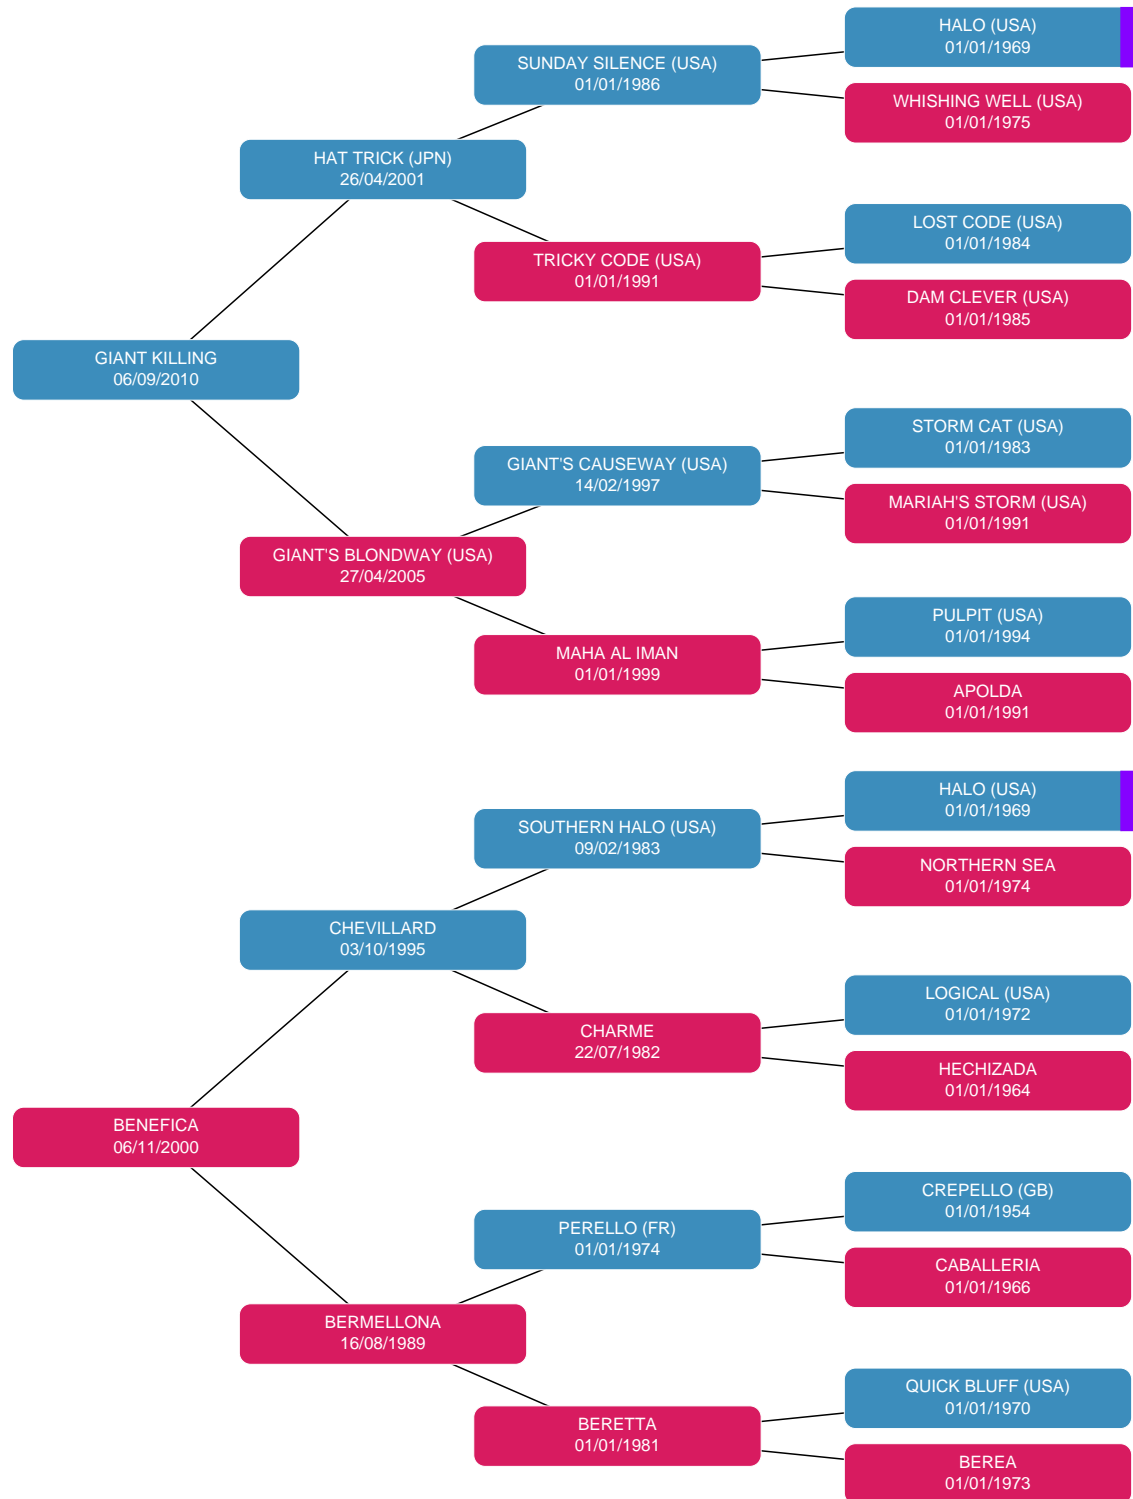 HALO (USA)
01/01/1969
SUNDAY SILENCE (USA)
01/01/1986
WHISHING WELL (USA)
01/01/1975
HAT TRICK (JPN)
26/04/2001
LOST CODE (USA)
01/01/1984
TRICKY CODE (USA)
01/01/1991
DAM CLEVER (USA)
01/01/1985
GIANT KILLING
06/09/2010
STORM CAT (USA)
01/01/1983
GIANT'S CAUSEWAY (USA)
14/02/1997
MARIAH'S STORM (USA)
01/01/1991
GIANT'S BLONDWAY (USA)
27/04/2005
PULPIT (USA)
01/01/1994
MAHA AL IMAN
01/01/1999
APOLDA
01/01/1991
HALO (USA)
01/01/1969
SOUTHERN HALO (USA)
09/02/1983
NORTHERN SEA
01/01/1974
CHEVILLARD
03/10/1995
LOGICAL (USA)
01/01/1972
CHARME
22/07/1982
HECHIZADA
01/01/1964
BENEFICA
06/11/2000
CREPELLO (GB)
01/01/1954
PERELLO (FR)
01/01/1974
CABALLERIA
01/01/1966
BERMELLONA
16/08/1989
QUICK BLUFF (USA)
01/01/1970
BERETTA
01/01/1981
BEREA
01/01/1973